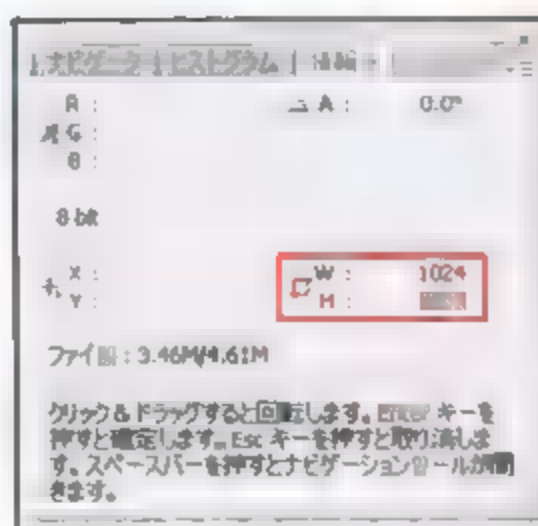 ナビゲータ ヒストグラム 情報
R : A : 0.0°
G :
B :
8 bit
X : W : 1024
Y : H :
ファイル : 3.46M/4.61M
クリック & ドラッグすると回転します。Enter キーを
押すと確定します。Esc キーを押すと取り消しま
す。スペースバーを押すとナビゲーションツールが開
きます。